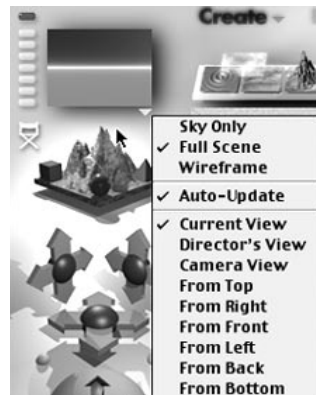 Create
Sky Only
✓ Full Scene
Wireframe
✓ Auto-Update
✓ Current View
Director's View
Camera View
From Top
From Right
From Front
From Left
From Back
From Bottom